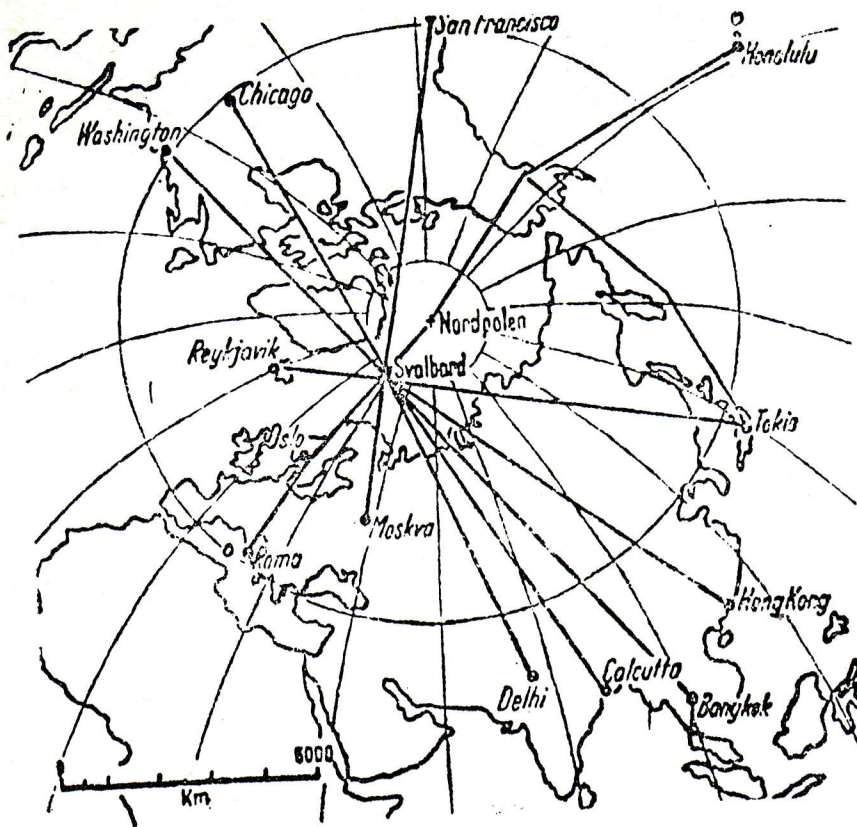 San Francisco
Honolulu
Chicago
Washington
Nordpolen
Reykjavik
Svalbard
Oslo
Tokio
Moskva
Roma
Hong Kong
Calcutta
Delhi
Bangkok
0
5000
Km